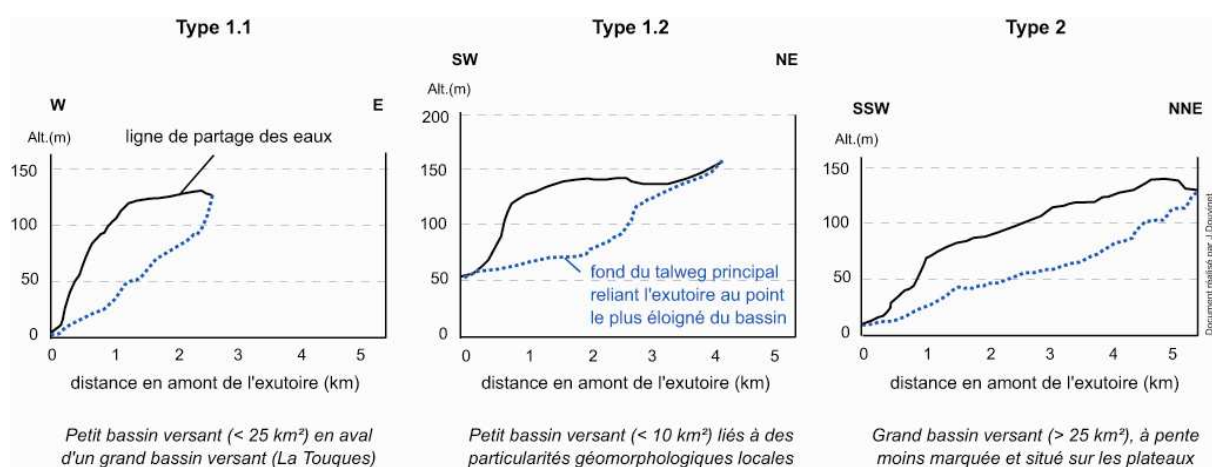 Type 1.1
W
E
Alt.(m)
ligne de partage des eaux
150
100
50
0
0 1 2 3 4 5
distance en amont de l'exutoire (km)
Petit bassin versant (< 25 km²) en aval
d'un grand bassin versant (La Touques)
Type 1.2
SW
NE
Alt.(m)
200
150
100
50
0
fond du talweg principal
reliant l'exutoire au point
le plus éloigné du bassin
0 1 2 3 4 5
distance en amont de l'exutoire (km)
Petit bassin versant (< 10 km²) liés à des
particularités géomorphologiques locales
Type 2
SSW
NNE
Alt.(m)
150
100
50
0
0 1 2 3 4 5
distance en amont de l'exutoire (km)
Grand bassin versant (> 25 km²), à pente
moins marquée et situé sur les plateaux
Document réalisé par J Douvinet